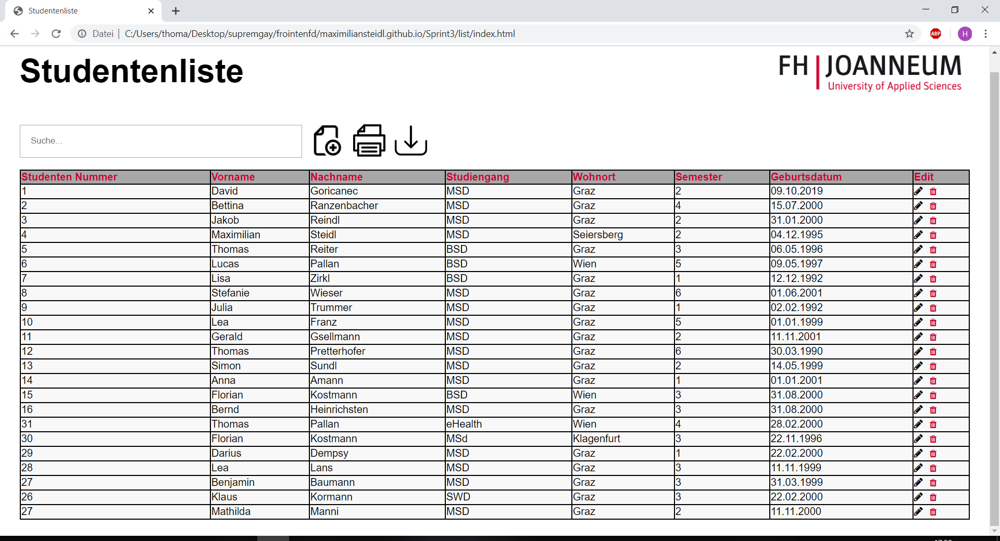 Studentenliste
Datei | C:/Users/thoma/Desktop/supremgay/frointenfd/maximiliansteidl.github.io/Sprint3/list/index.html
ABP
H
Studentenliste
FH | JOANNEUM
University of Applied Sciences
Suche...
Studenten Nummer Vorname Nachname Studiengang Wohnort Semester Geburtsdatum Edit
1 David Goricanec MSD Graz 2 09.10.2019
2 Bettina Ranzenbacher MSD Graz 4 15.07.2000
3 Jakob Reindl MSD Graz 2 31.01.2000
4 Maximilian Steidl MSD Seiersberg 2 04.12.1995
5 Thomas Reiter BSD Graz 3 06.05.1996
6 Lucas Pallan BSD Wien 5 09.05.1997
7 Lisa Zirkl BSD Graz 1 12.12.1992
8 Stefanie Wieser MSD Graz 6 01.06.2001
9 Julia Trummer MSD Graz 1 02.02.1992
10 Lea Franz MSD Graz 5 01.01.1999
11 Gerald Gsellmann MSD Graz 2 11.11.2001
12 Thomas Pretterhofer MSD Graz 6 30.03.1990
13 Simon Sundl MSD Graz 2 14.05.1999
14 Anna Amann MSD Graz 1 01.01.2001
15 Florian Kostmann BSD Wien 3 31.08.2000
16 Bernd Heinrichsten MSD Graz 3 31.08.2000
31 Thomas Pallan eHealth Wien 4 28.02.2000
30 Florian Kostmann MSd Klagenfurt 3 22.11.1996
29 Darius Dempsy MSD Graz 1 22.02.2000
28 Lea Lans MSD Graz 3 11.11.1999
27 Benjamin Baumann MSD Graz 3 31.03.1999
26 Klaus Kormann SWD Graz 3 22.02.2000
27 Mathilda Manni MSD Graz 2 11.11.2000